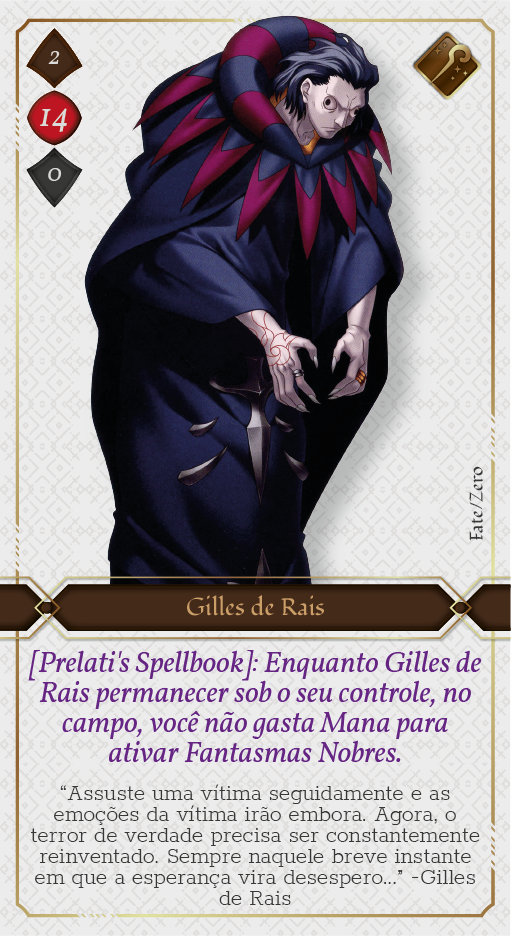 2
14
0
Fate/Zero
Gilles de Rais
[Prelati's Spellbook]: Enquanto Gilles de
Rais permanecer sob o seu controle, no
campo, você não gasta Mana para
ativar Fantasmas Nobres.
“Assuste uma vítima seguidamente e as
emoções da vítima irão embora. Agora, o
terror de verdade precisa ser constantemente
reinventado. Sempre naquele breve instante
em que a esperança vira desespero...” -Gilles
de Rais